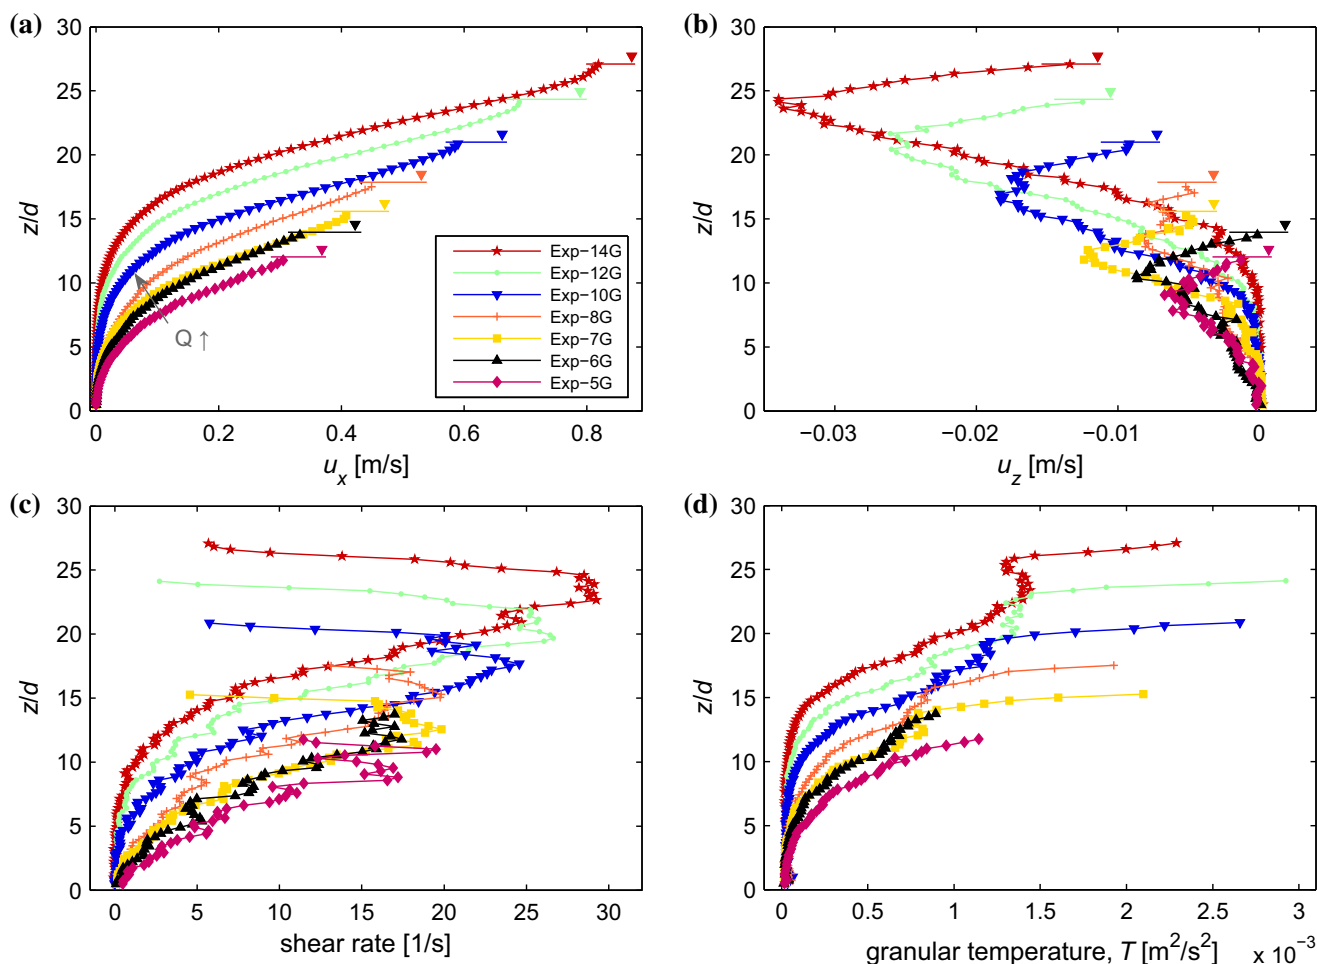 (a)
30
25
20
15
10
5
0
z/d
0
0.2
0.4
0.6
0.8
u_x [m/s]
Q ↑
Exp-14G
Exp-12G
Exp-10G
Exp-8G
Exp-7G
Exp-6G
Exp-5G
(b)
30
25
20
15
10
5
0
z/d
−0.03
−0.02
−0.01
0
u_z [m/s]
(c)
30
25
20
15
10
5
0
z/d
0
5
10
15
20
25
30
shear rate [1/s]
(d)
30
25
20
15
10
5
0
z/d
0
0.5
1
1.5
2
2.5
3
granular temperature, T [m²/s²] x 10⁻³